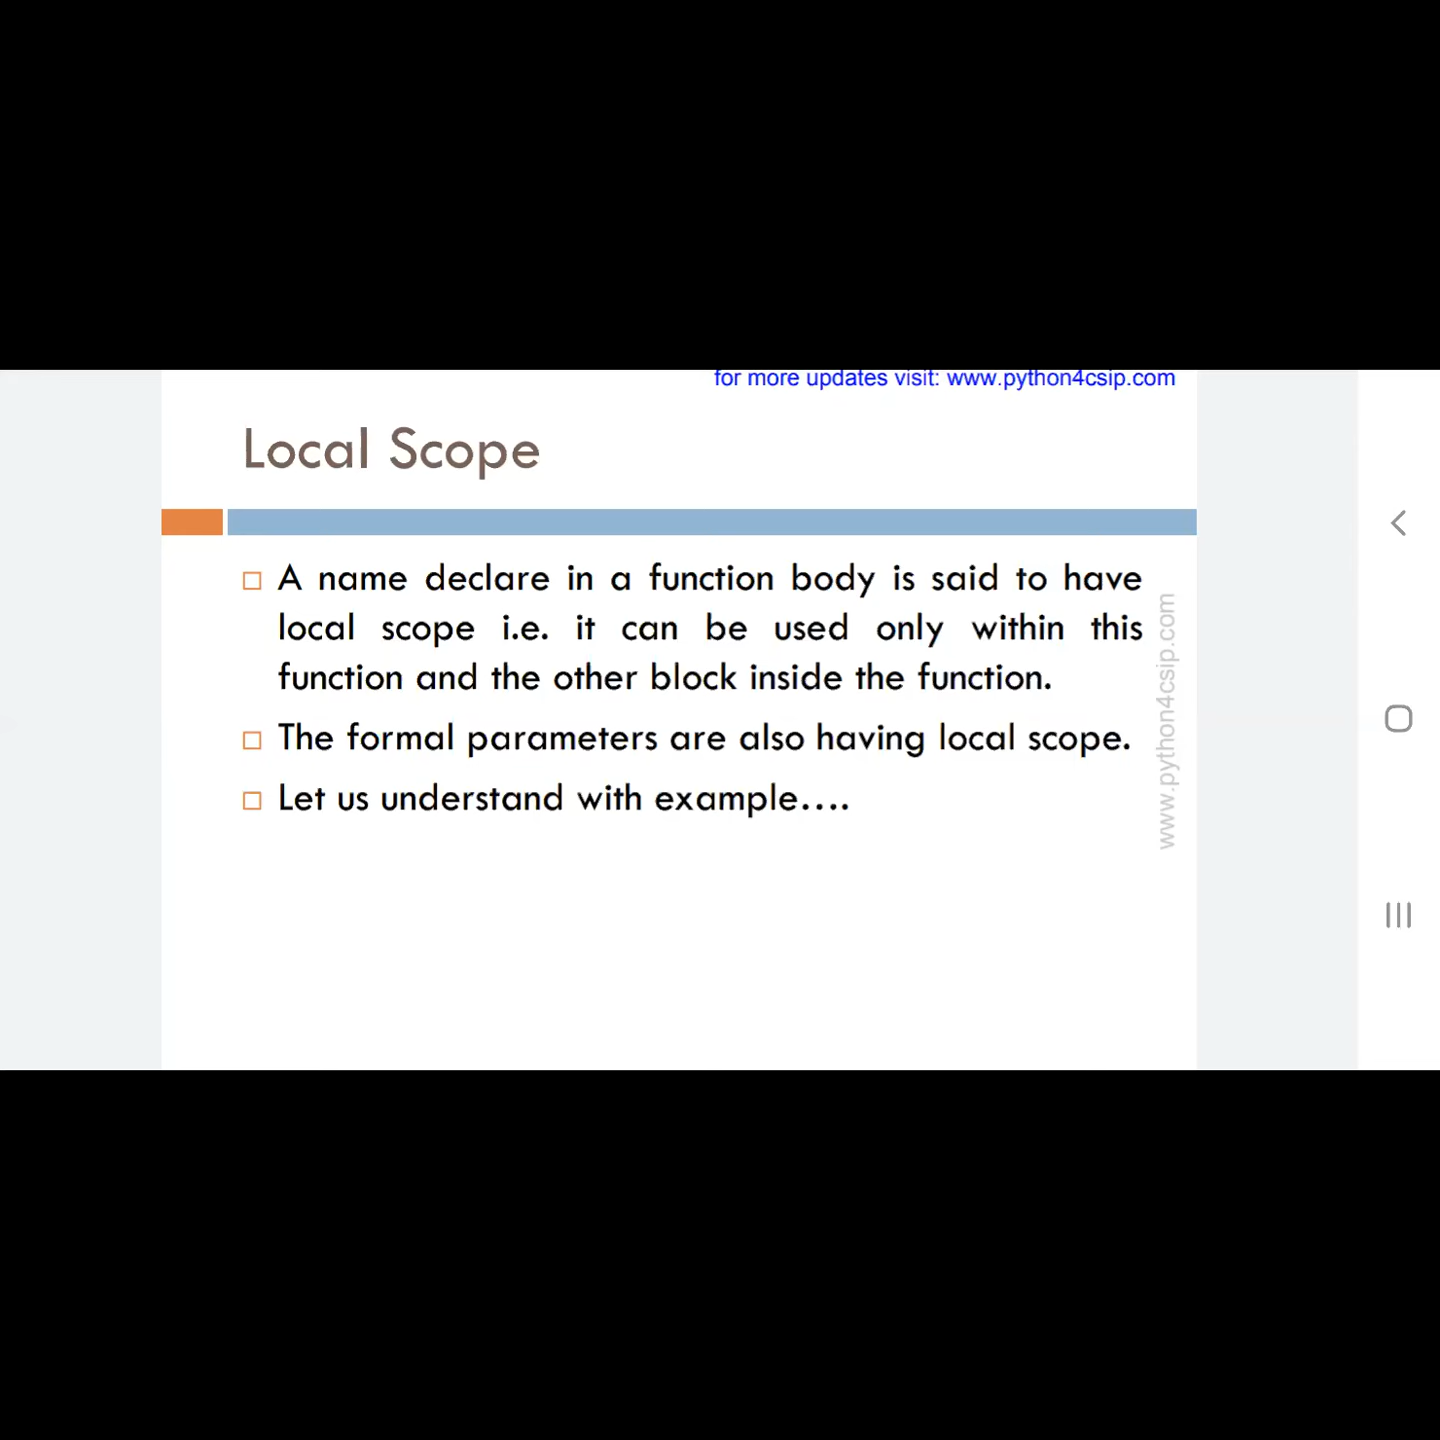 for more updates visit: www.python4csip.com
Local Scope
A name declare in a function body is said to have
local scope i.e. it can be used only within this
function and the other block inside the function.
The formal parameters are also having local scope.
Let us understand with example....
www.python4csip.com